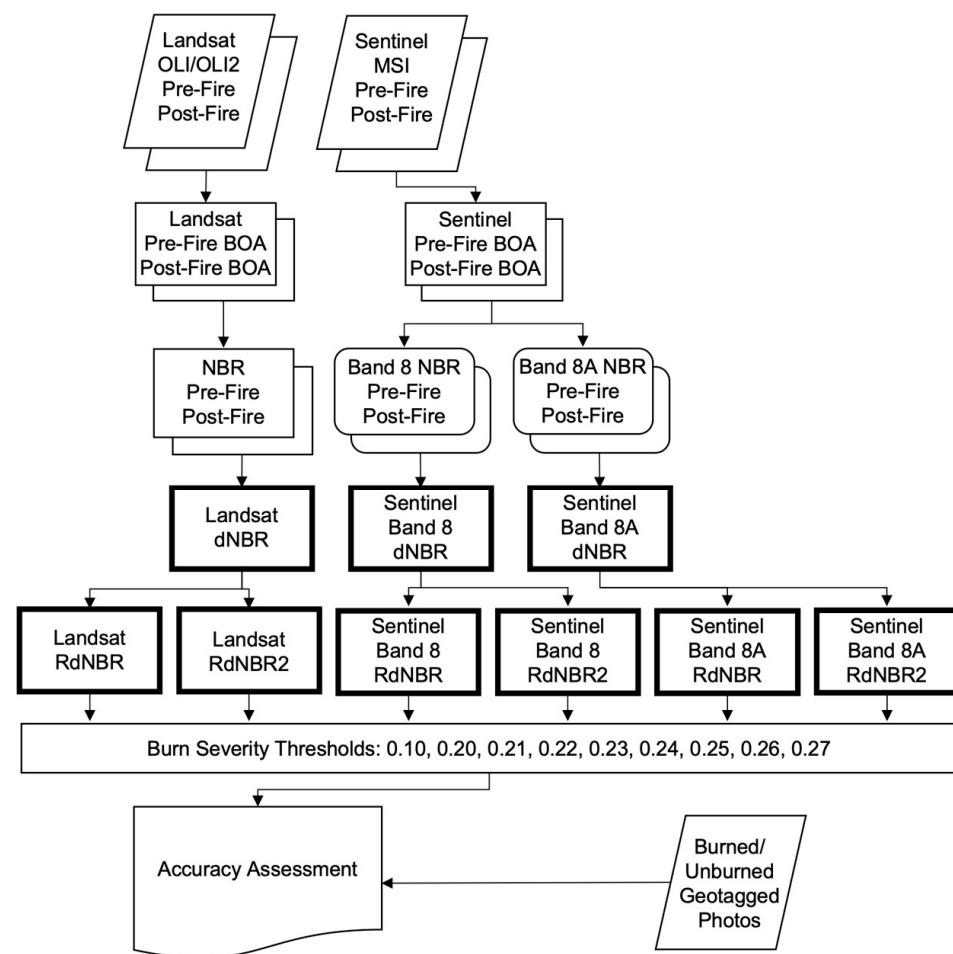 Landsat
OLI/OLI2
Pre-Fire
Post-Fire
Sentinel
MSI
Pre-Fire
Post-Fire
Landsat
Pre-Fire BOA
Post-Fire BOA
Sentinel
Pre-Fire BOA
Post-Fire BOA
NBR
Pre-Fire
Post-Fire
Band 8 NBR
Pre-Fire
Post-Fire
Band 8A NBR
Pre-Fire
Post-Fire
Landsat
dNBR
Sentinel
Band 8
dNBR
Sentinel
Band 8A
dNBR
Landsat
RdNBR
Landsat
RdNBR2
Sentinel
Band 8
RdNBR
Sentinel
Band 8
RdNBR2
Sentinel
Band 8A
RdNBR
Sentinel
Band 8A
RdNBR2
Burn Severity Thresholds: 0.10, 0.20, 0.21, 0.22, 0.23, 0.24, 0.25, 0.26, 0.27
Accuracy Assessment
Burned/
Unburned
Geotagged
Photos